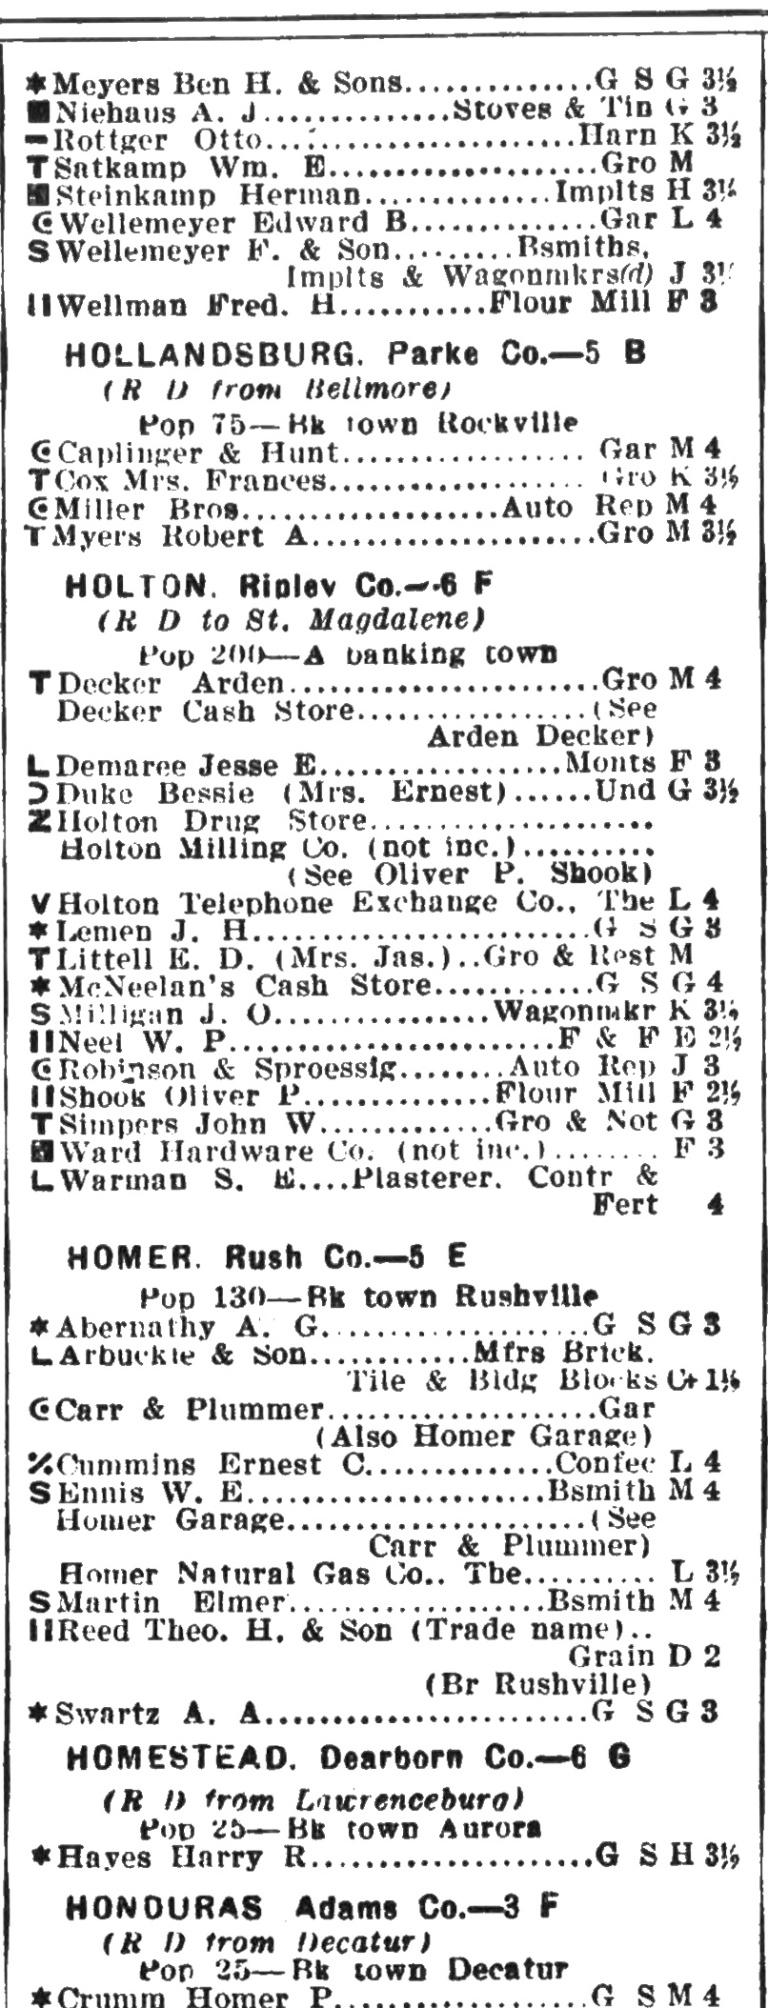 *Meyers Ben H. & Sons..............G S G 3½
■Niehaus A. J..............Stoves & Tin G 3
-Rottger Otto........................Harn K 3½
TSatkamp Wm. E....................Gro M
■Steinkamp Herman..............Implts H 3½
CWellemeyer Edward B..............Gar L 4
SWellemeyer F. & Son.........Bsmiths,
Implts & Wagonmkrs(d) J 3½
IIWellman Fred. H...........Flour Mill F 3
HOLLANDSBURG. Parke Co.—5 B
(R D from Bellmore)
Pop 75—Bk town Rockville
CCaplinger & Hunt.................. Gar M 4
TCox Mrs. Frances................... Gro K 3½
CMiller Bros....................Auto Rep M 4
TMyers Robert A.....................Gro M 3½
HOLTON. Ripley Co.—6 F
(R D to St. Magdalene)
Pop 200—A banking town
TDecker Arden.......................Gro M 4
Decker Cash Store.................(See
Arden Decker)
LDemaree Jesse E..................Monts F 3
ƆDuke Bessie (Mrs. Ernest)......Und G 3½
ZHolton Drug Store.....................
Holton Milling Co. (not inc.)..........
(See Oliver P. Shook)
VHolton Telephone Exchange Co., The L 4
*Lemen J. H.........................G S G 3
TLittell E. D. (Mrs. Jas.)..Gro & Rest M
*McNeelan's Cash Store............G S G 4
SMilligan J. O................Wagonmkr K 3½
IINeel W. P........................F & F E 2½
CRobinson & Sproessig........Auto Rep J 3
IIShook Oliver P..............Flour Mill F 2½
TSimpers John W.............Gro & Not G 3
■Ward Hardware Co. (not inc.)........ F 3
LWarman S. E....Plasterer, Contr &
Fert 4
HOMER. Rush Co.—5 E
Pop 130—Bk town Rushville
*Abernathy A. G....................G S G 3
LArbuckle & Son............Mfrs Brick,
Tile & Bldg Blocks C+ 1½
CCarr & Plummer....................Gar
(Also Homer Garage)
%Cummins Ernest C..............Confec L 4
SEnnis W. E......................Bsmith M 4
Homer Garage......................(See
Carr & Plummer)
Homer Natural Gas Co., The.......... L 3½
SMartin Elmer...................Bsmith M 4
IIReed Theo. H. & Son (Trade name)..
Grain D 2
(Br Rushville)
*Swartz A. A........................G S G 3
HOMESTEAD. Dearborn Co.—6 G
(R D from Lawrenceburg)
Pop 25—Bk town Aurora
*Hayes Harry R.....................G S H 3½
HONDURAS Adams Co.—3 F
(R D from Decatur)
Pop 25—Bk town Decatur
*Crumm Homer P...................G S M 4